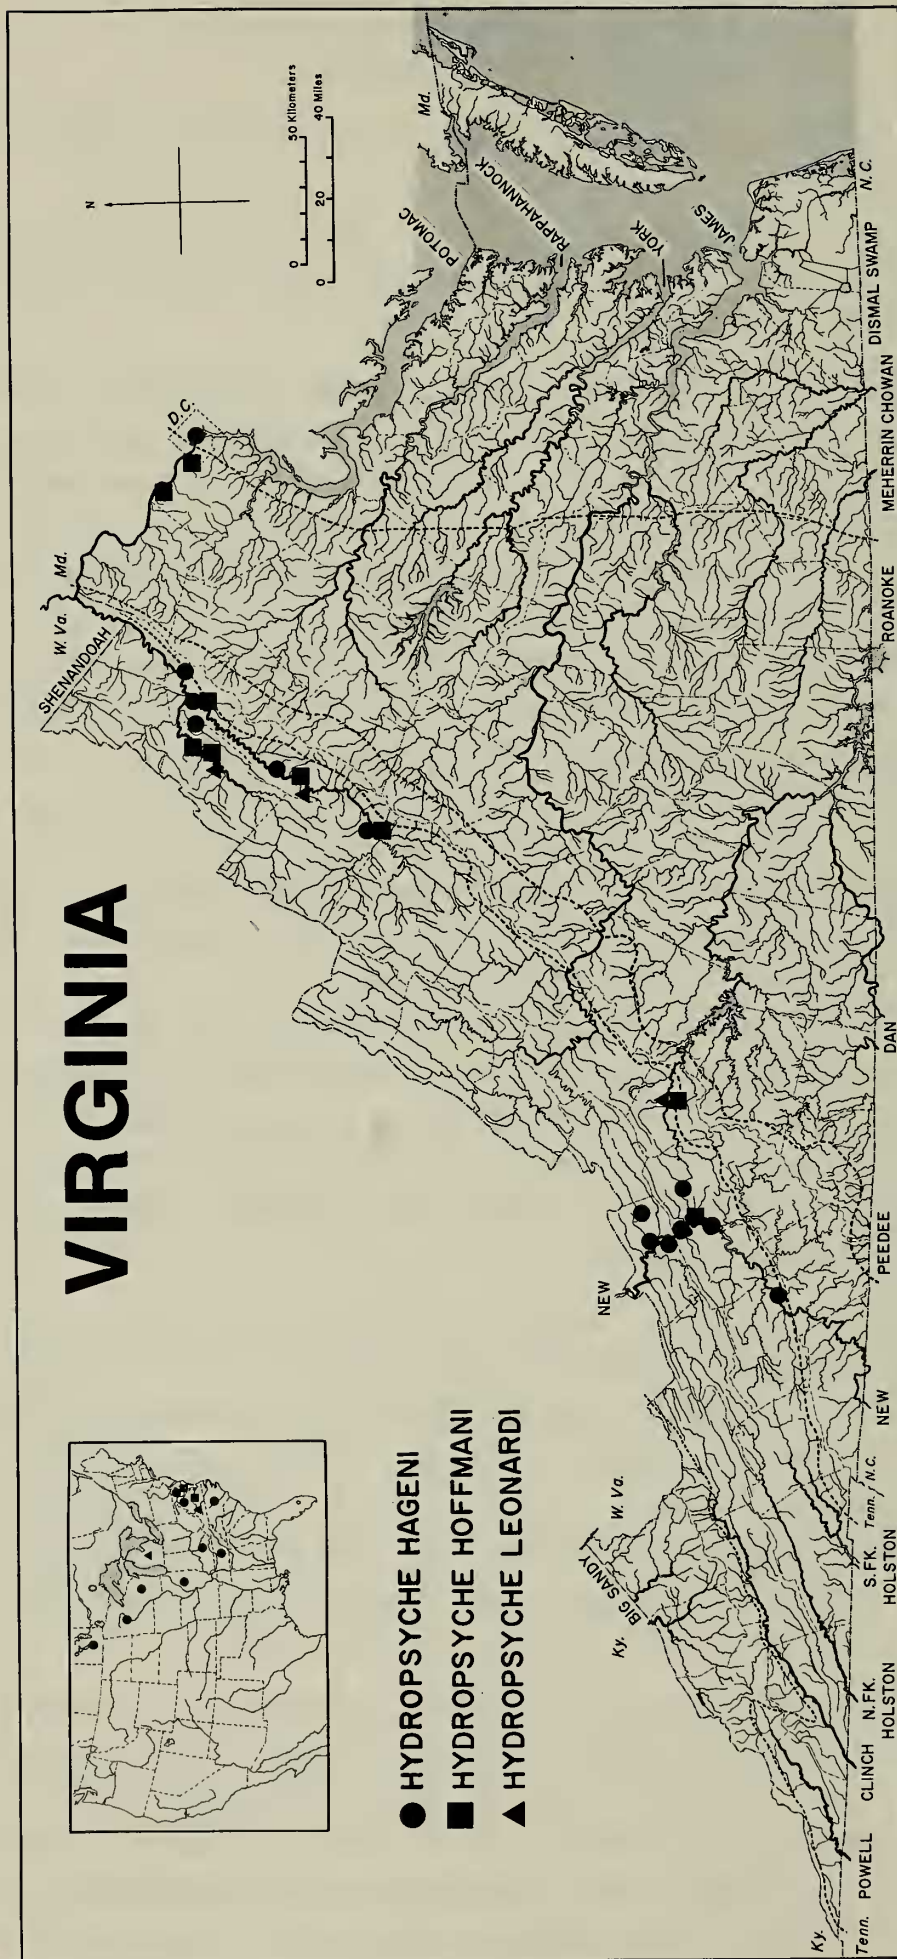 VIRGINIA
● HYDROPSYCHE HAGENI
■ HYDROPSYCHE HOFFMANI
▲ HYDROPSYCHE LEONARDI
N
0 50 Kilometers
0 20 40 Miles
W. Va.
Md.
SHENANDOAH
D.C.
Md.
POTOMAC
RAPPAHANNOCK
YORK
JAMES
NEW
Ky.
W. Va.
BIG SANDY
Ky.
Tenn.
POWELL
CLINCH
N. FK.
HOLSTON
S. FK.
HOLSTON
Tenn.
N.C.
NEW
PEEDEE
DAN
ROANOKE
MEHERRIN
CHOWAN
DISMAL SWAMP
N.C.